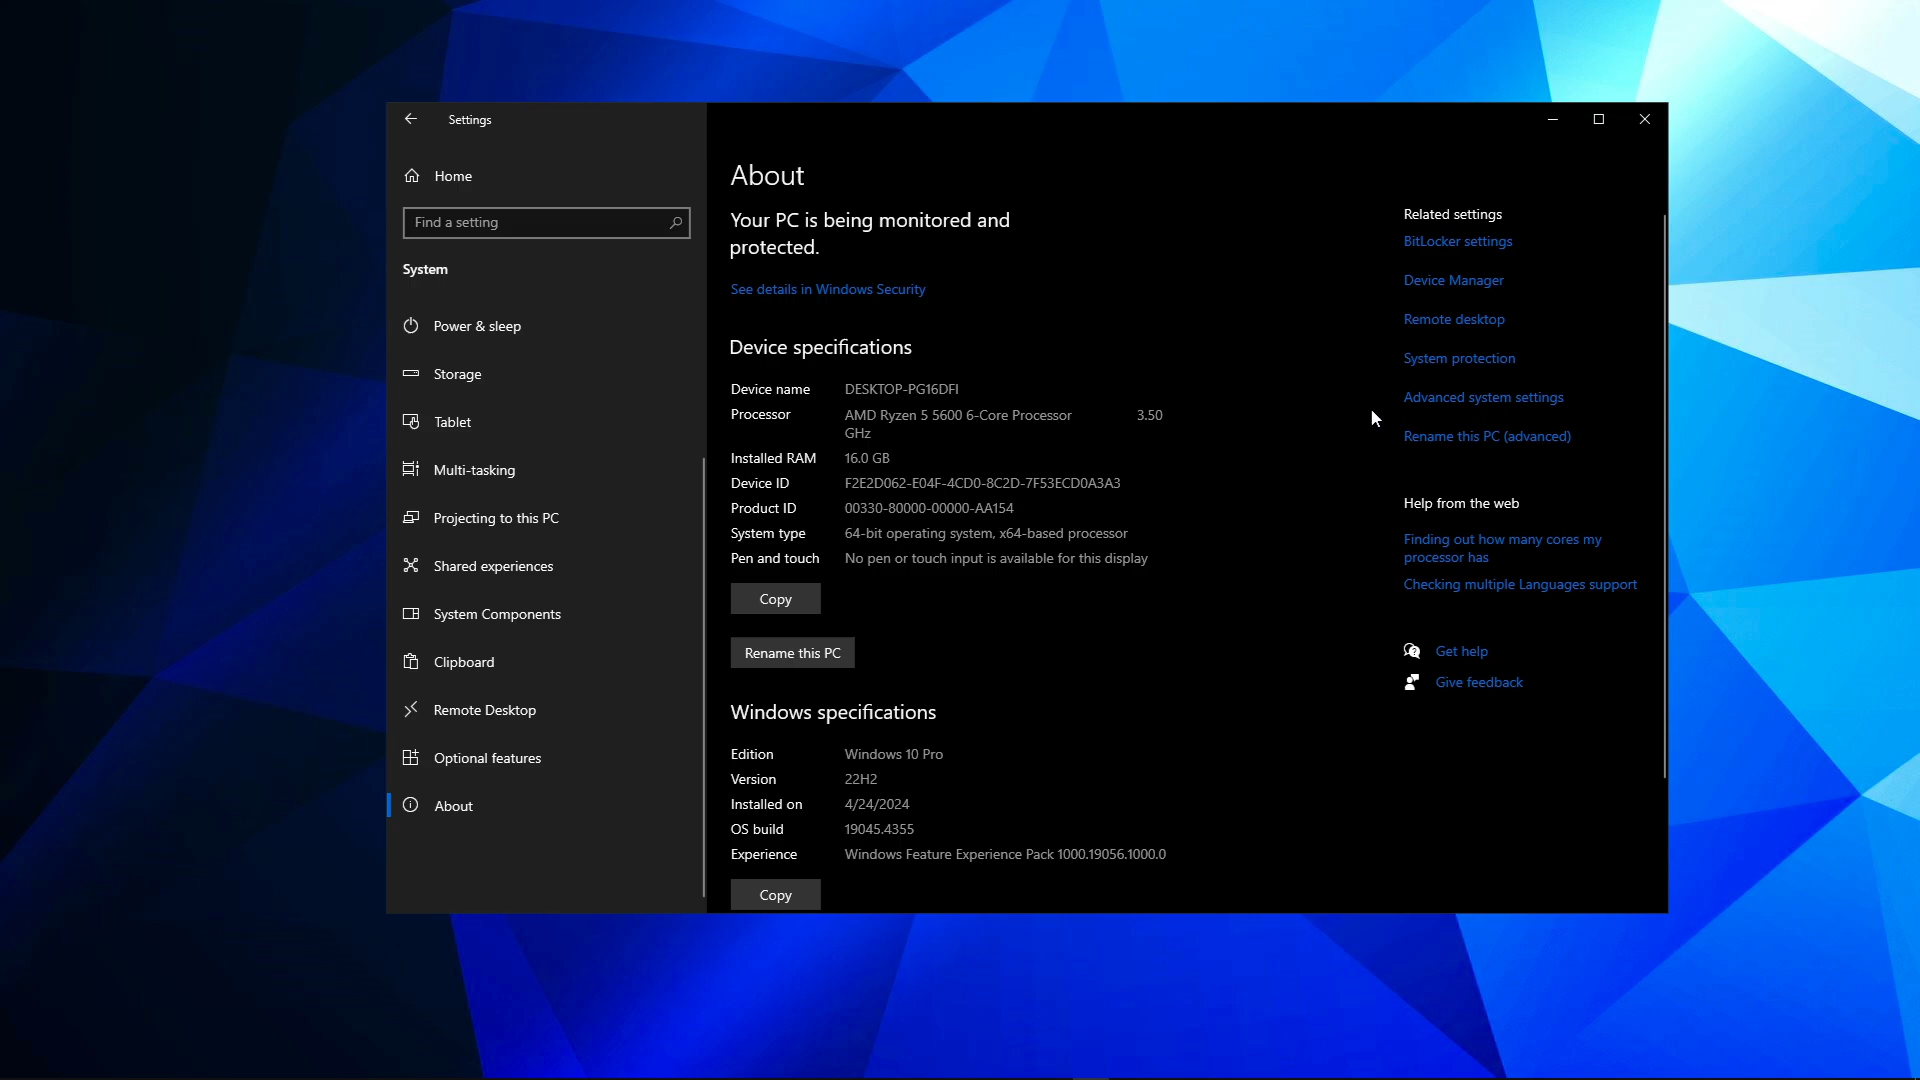 Settings
Home
Find a setting
System
Power & sleep
Storage
Tablet
Multi-tasking
Projecting to this PC
Shared experiences
System Components
Clipboard
Remote Desktop
Optional features
About
About
Your PC is being monitored and
protected.
See details in Windows Security
Device specifications
Device name DESKTOP-PG16DFI
Processor AMD Ryzen 5 5600 6-Core Processor 3.50
GHz
Installed RAM 16.0 GB
Device ID F2E2D062-E04F-4CD0-8C2D-7F53ECD0A3A3
Product ID 00330-80000-00000-AA154
System type 64-bit operating system, x64-based processor
Pen and touch No pen or touch input is available for this display
Copy
Rename this PC
Windows specifications
Edition Windows 10 Pro
Version 22H2
Installed on 4/24/2024
OS build 19045.4355
Experience Windows Feature Experience Pack 1000.19056.1000.0
Copy
Related settings
BitLocker settings
Device Manager
Remote desktop
System protection
Advanced system settings
Rename this PC (advanced)
Help from the web
Finding out how many cores my
processor has
Checking multiple Languages support
Get help
Give feedback